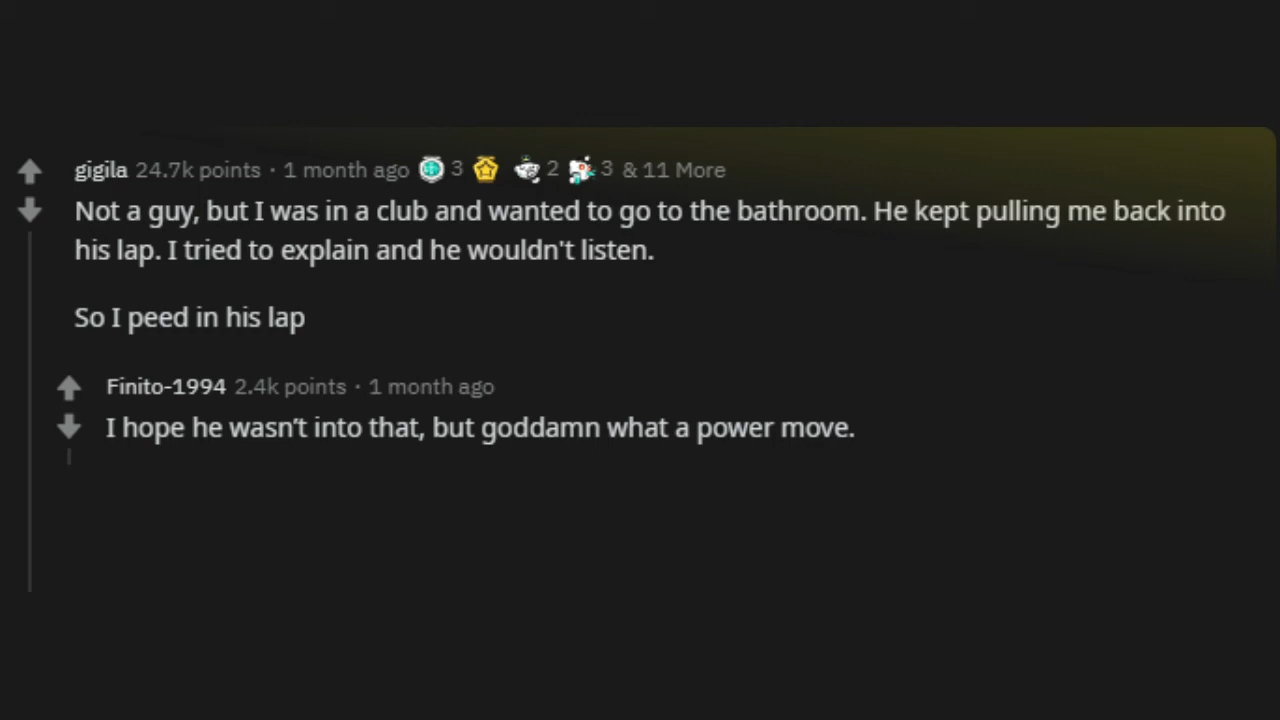 gigila 24.7k points · 1 month ago 3 2 3 & 11 More
Not a guy, but I was in a club and wanted to go to the bathroom. He kept pulling me back into
his lap. I tried to explain and he wouldn't listen.
So I peed in his lap
Finito-1994 2.4k points · 1 month ago
I hope he wasn’t into that, but goddamn what a power move.